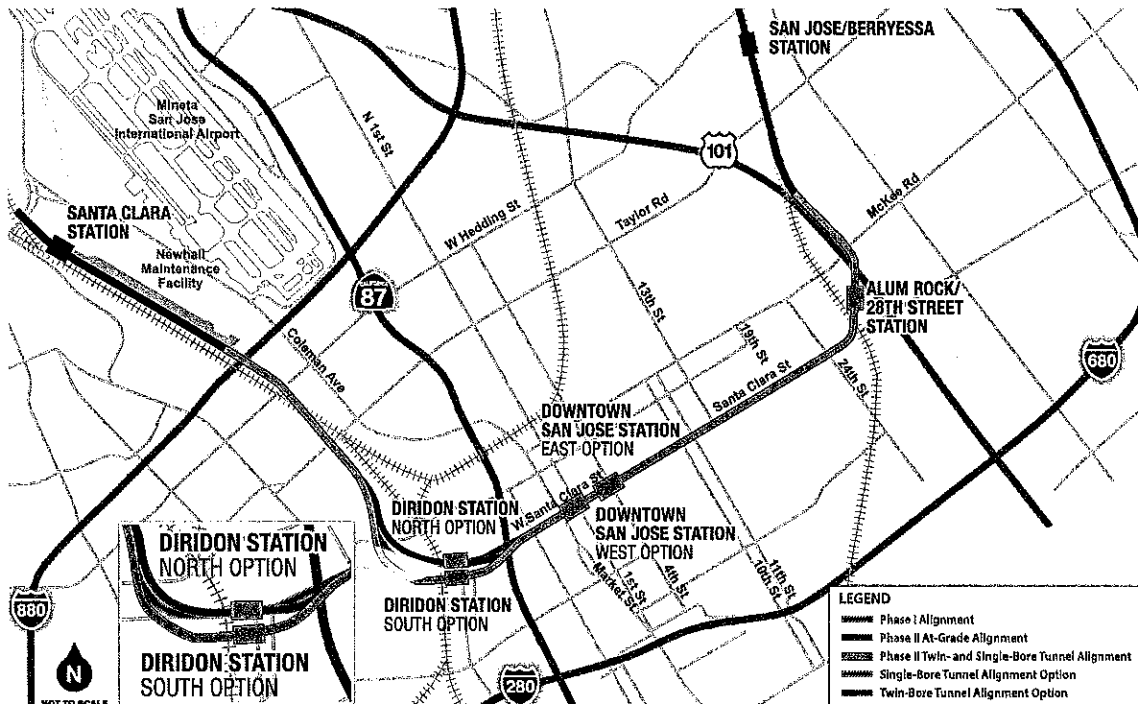 SAN JOSE/BERRYESSA
STATION
Mineta
San Jose
International Airport
N 1st St
101
McKee Rd
SANTA CLARA
STATION
W Hedding St
Taylor Rd
Newhall
Maintenance
Facility
87
13th St
ALUM ROCK/
28TH STREET
STATION
Coleman Ave
19th St
24th St
680
Santa Clara St
DOWNTOWN
SAN JOSE STATION
EAST OPTION
W. Santa Clara St
DIRIDON STATION
NORTH OPTION
DOWNTOWN
SAN JOSE STATION
WEST OPTION
DIRIDON STATION
NORTH OPTION
1st St
Market St
4th St
11th St
10th St
880
DIRIDON STATION
SOUTH OPTION
DIRIDON STATION
SOUTH OPTION
N
NOT TO SCALE
280
LEGEND
Phase I Alignment
Phase II At-Grade Alignment
Phase II Twin- and Single-Bore Tunnel Alignment
Single-Bore Tunnel Alignment Option
Twin-Bore Tunnel Alignment Option